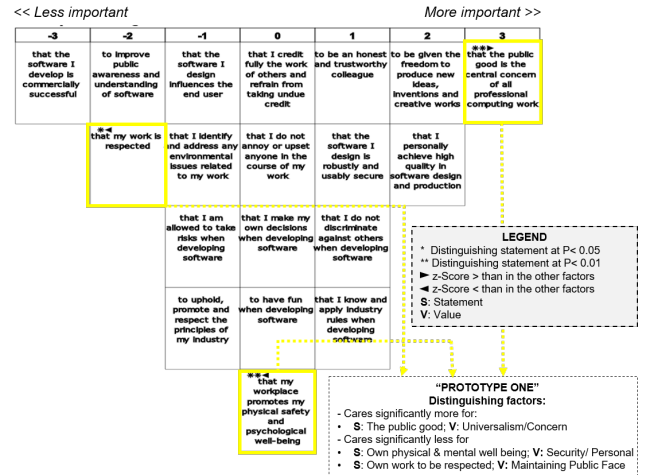 << Less important More important >>
-3 -2 -1 0 1 2 3
that the
software I
develop is
commercially
successful
to improve
public
awareness and
understanding
of software
that the
software I
design
influences the
end user
that I credit
fully the work
of others and
refrain from
taking undue
credit
to be an honest
and trustworthy
colleague
to be given the
freedom to
produce new
ideas,
inventions and
creative works
**►
that the public
good is the
central concern
of all
professional
computing work
*◄
that my work is
respected
that I identify
and address any
environmental
issues related
to my work
that I do not
annoy or upset
anyone in the
course of my
work
that the
software I
design is
robustly and
usably secure
that I
personally
achieve high
quality in
software design
and production
that I am
allowed to take
risks when
developing
software
that I make my
own decisions
when developing
software
that I do not
discriminate
against others
when developing
software
to uphold,
promote and
respect the
principles of
my industry
to have fun
when developing
software
that I know and
apply industry
rules when
developing
software
**◄
that my
workplace
promotes my
physical safety
and
psychological
well-being
LEGEND
* Distinguishing statement at P< 0.05
** Distinguishing statement at P< 0.01
► z-Score > than in the other factors
◄ z-Score < than in the other factors
S: Statement
V: Value
“PROTOTYPE ONE”
Distinguishing factors:
- Cares significantly more for:
• S: The public good; V: Universalism/Concern
- Cares significantly less for
• S: Own physical & mental well being; V: Security/ Personal
• S: Own work to be respected; V: Maintaining Public Face